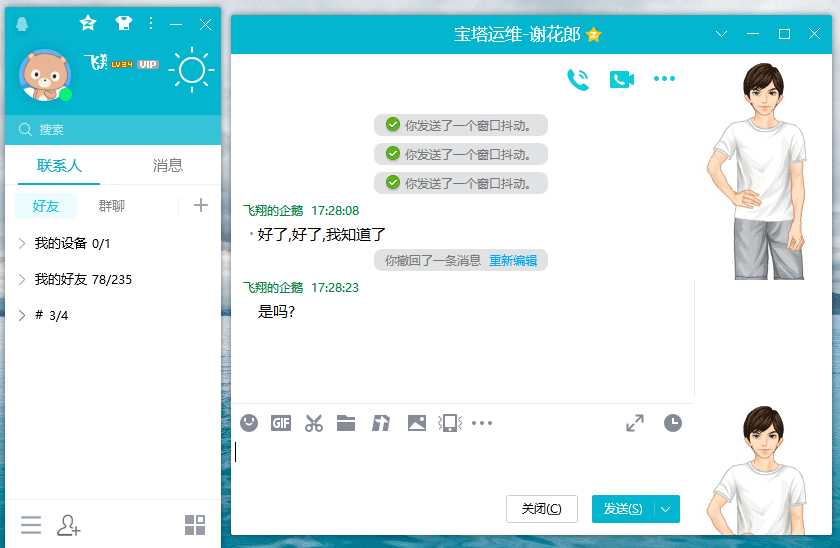 飞翔 LV34 VIP
搜索
联系人 消息
好友 群聊
我的设备 0/1
我的好友 78/235
# 3/4
宝塔运维-谢花郎
你发送了一个窗口抖动。
你发送了一个窗口抖动。
你发送了一个窗口抖动。
飞翔的企鹅 17:28:08
好了,好了,我知道了
你撤回了一条消息 重新编辑
飞翔的企鹅 17:28:23
是吗?
GIF
关闭(C) 发送(S)